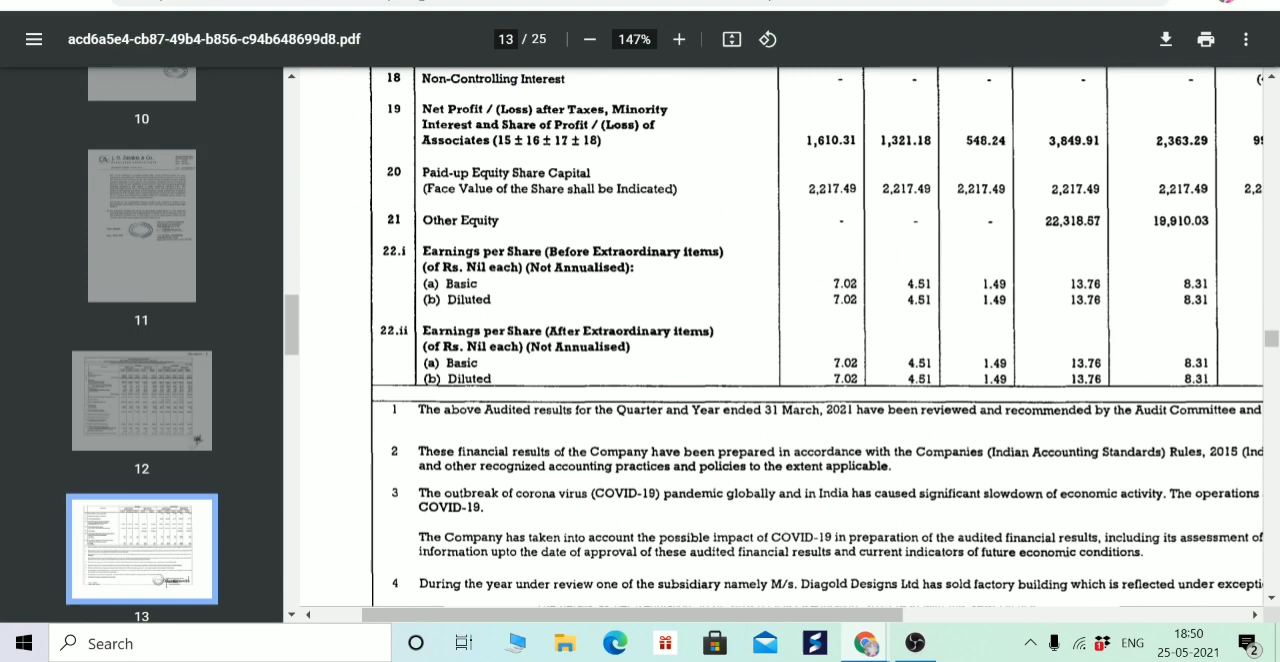 acd6a5e4-cb87-49b4-b856-c94b648699d8.pdf 13 / 25 147%
10
11
12
13
18 Non-Controlling Interest - - - - -
19 Net Profit / (Loss) after Taxes, Minority
Interest and Share of Profit / (Loss) of
Associates (15 ± 16 ± 17 ± 18) 1,610.31 1,321.18 548.24 3,849.91 2,363.29
20 Paid-up Equity Share Capital
(Face Value of the Share shall be Indicated) 2,217.49 2,217.49 2,217.49 2,217.49 2,217.49 2,2
21 Other Equity - - - 22,318.57 19,910.03
22.i Earnings per Share (Before Extraordinary items)
(of Rs. Nil each) (Not Annualised):
(a) Basic 7.02 4.51 1.49 13.76 8.31
(b) Diluted 7.02 4.51 1.49 13.76 8.31
22.ii Earnings per Share (After Extraordinary items)
(of Rs. Nil each) (Not Annualised)
(a) Basic 7.02 4.51 1.49 13.76 8.31
(b) Diluted 7.02 4.51 1.49 13.76 8.31
1 The above Audited results for the Quarter and Year ended 31 March, 2021 have been reviewed and recommended by the Audit Committee and
2 These financial results of the Company have been prepared in accordance with the Companies (Indian Accounting Standards) Rules, 2015 (Ind
and other recognized accounting practices and policies to the extent applicable.
3 The outbreak of corona virus (COVID-19) pandemic globally and in India has caused significant slowdown of economic activity. The operations
COVID-19.
The Company has taken into account the possible impact of COVID-19 in preparation of the audited financial results, including its assessment of
information upto the date of approval of these audited financial results and current indicators of future economic conditions.
4 During the year under review one of the subsidiary namely M/s. Diagold Designs Ltd has sold factory building which is reflected under excepti
Search ENG 18:50
25-05-2021 2